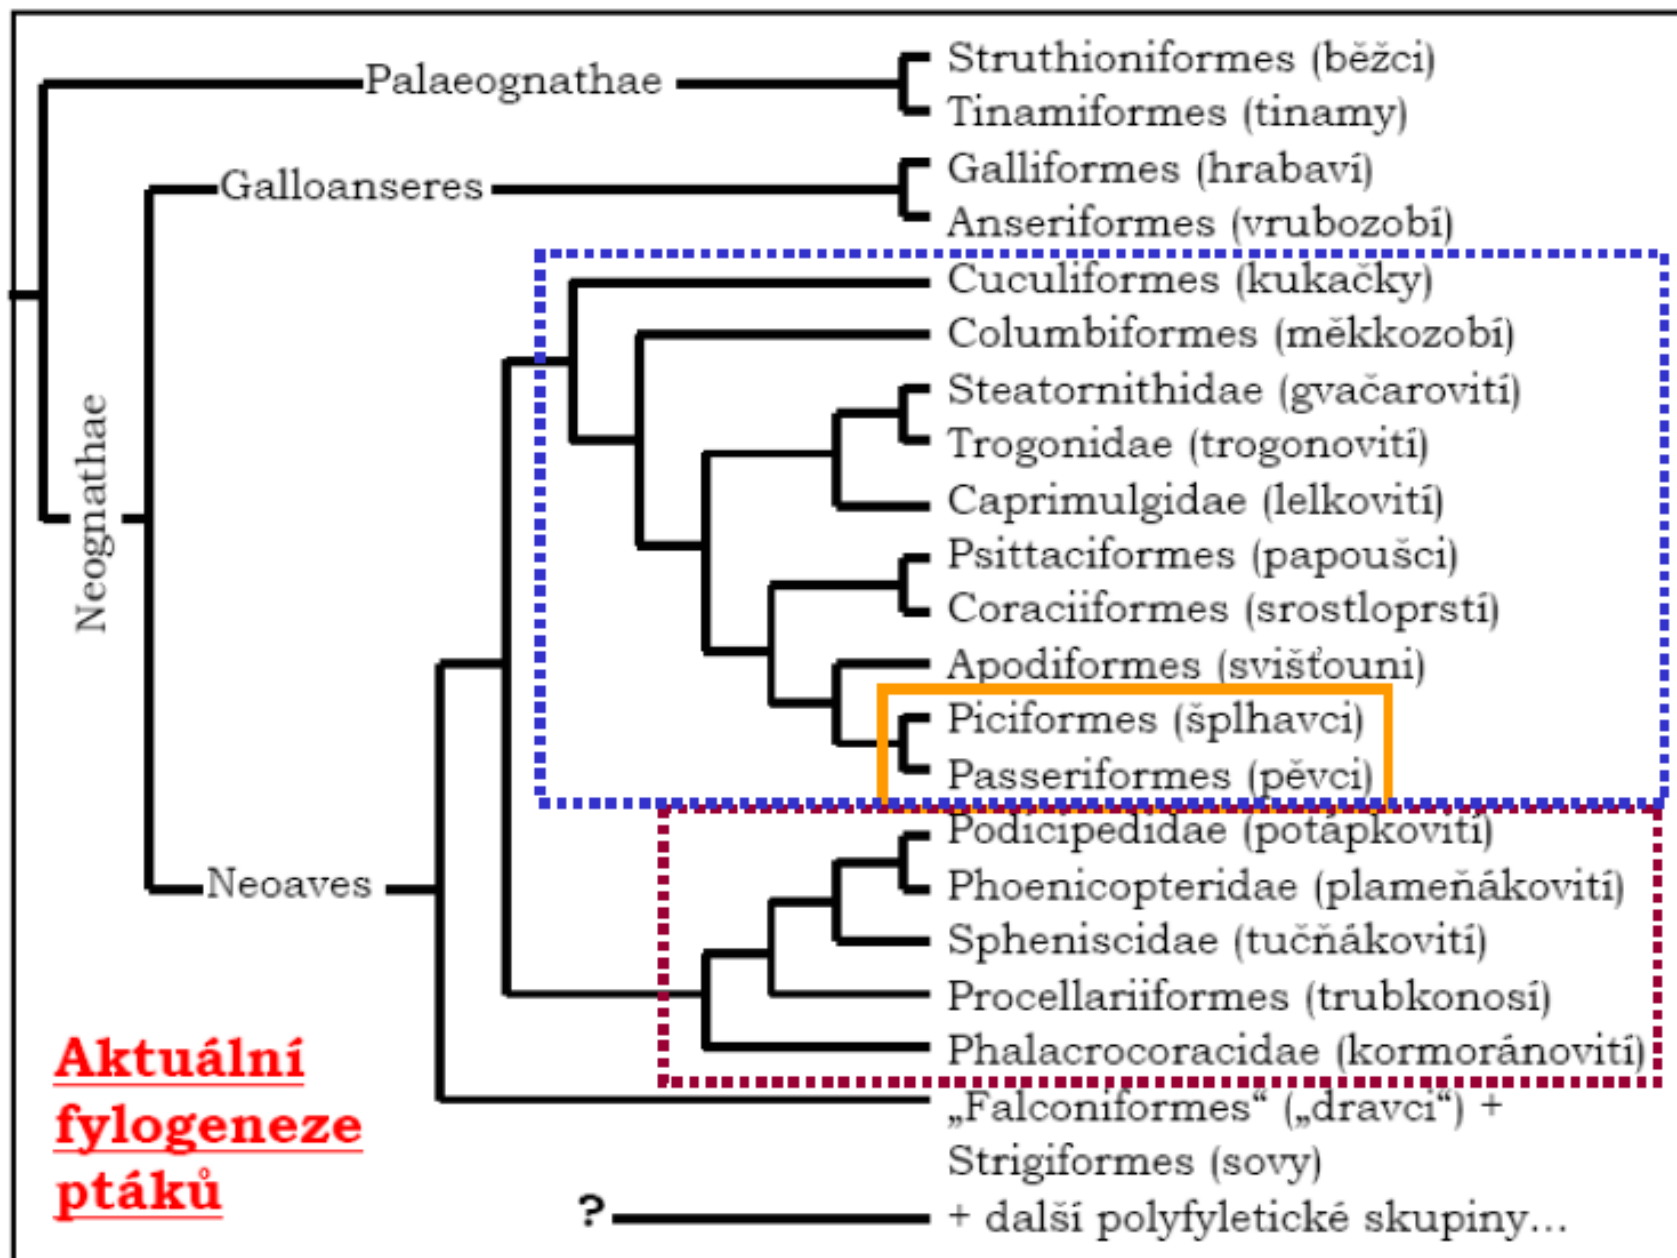 Palaeognathae
Struthioniformes (běžci)
Tinamiformes (tinamy)
Galloanseres
Galliformes (hrabaví)
Anseriformes (vrubozobí)
Neognathae
Cuculiformes (kukačky)
Columbiformes (měkkozobí)
Steatornithidae (gvačarovití)
Trogonidae (trogonovití)
Caprimulgidae (lelkovití)
Psittaciformes (papoušci)
Coraciiformes (srostloprstí)
Apodiformes (svišťouni)
Piciformes (šplhavci)
Passeriformes (pěvci)
Neoaves
Podicipedidae (potápkovití)
Phoenicopteridae (plameňákovití)
Spheniscidae (tučňákovití)
Procellariiformes (trubkonosí)
Phalacrocoracidae (kormoránovití)
„Falconiformes“ („dravci“) +
Strigiformes (sovy)
? + další polyfyletické skupiny...
Aktuální
fylogeneze
ptáků